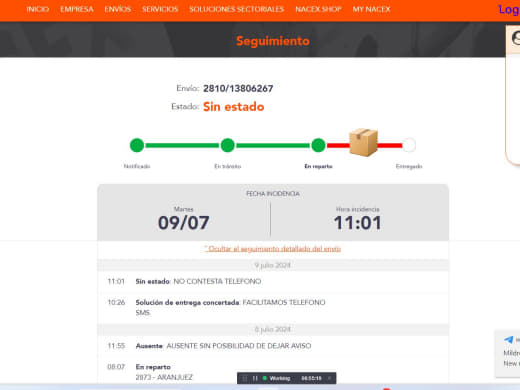 INICIO EMPRESA ENVÍOS SERVICIOS SOLUCIONES SECTORIALES NACEX SHOP MY NACEX
Log
Seguimiento
Envío: 2810/13806267
Estado: Sin estado
Notificado En tránsito En reparto Entregado
FECHA INCIDENCIA
Martes Hora incidencia
09/07 11:01
Ocultar el seguimiento detallado del envío
9 julio 2024
11:01 Sin estado: NO CONTESTA TELEFONO
10:26 Solución de entrega concertada: FACILITAMOS TELEFONO
SMS.
8 julio 2024
11:55 Ausente: AUSENTE SIN POSIBILIDAD DE DEJAR AVISO
08:07 En reparto
2873 - ARANJUEZ
Working
Mildre
New